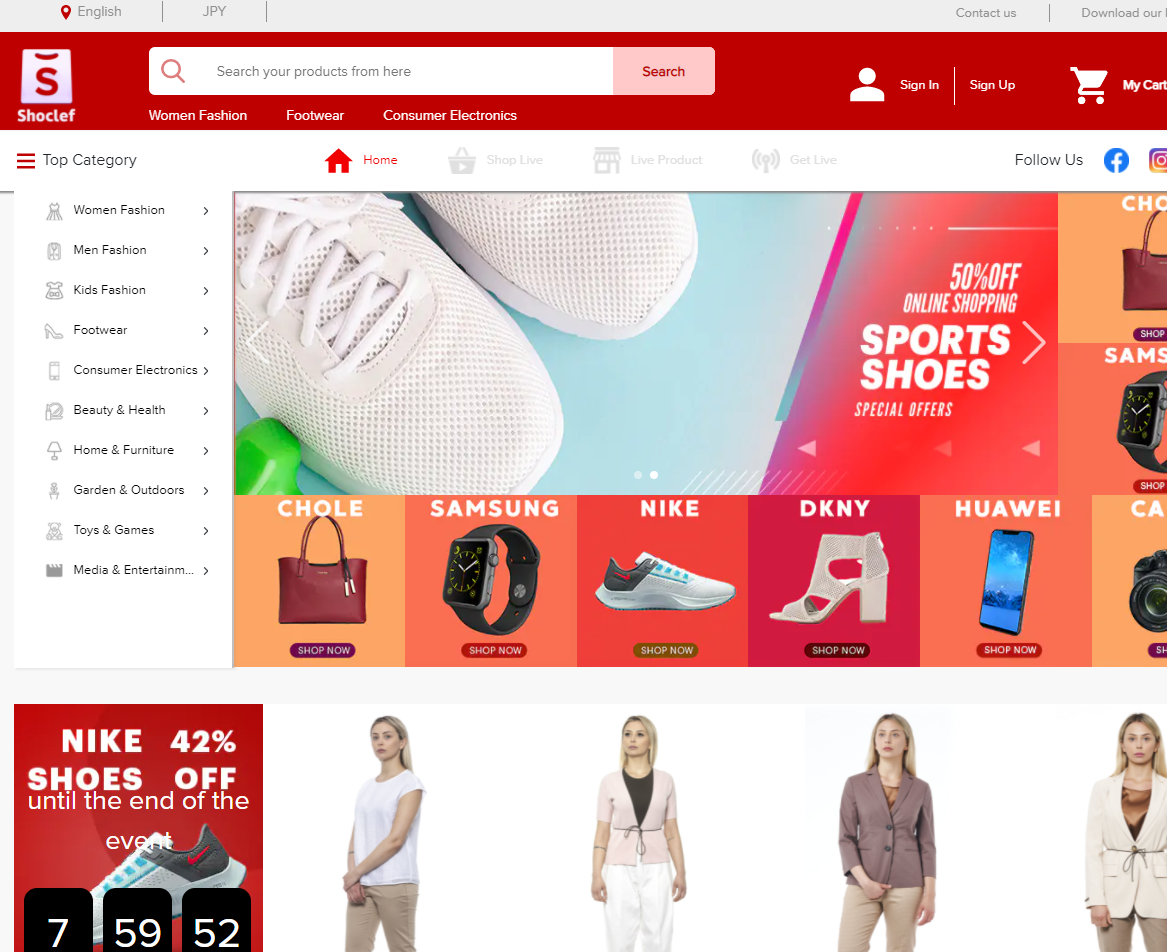 English
JPY
Contact us
Download our
Search your products from here
Search
S
Shoclef
Sign In
Sign Up
My Cart
Women Fashion
Footwear
Consumer Electronics
Top Category
Home
Shop Live
Live Product
Get Live
Follow Us
Women Fashion
Men Fashion
Kids Fashion
Footwear
Consumer Electronics
Beauty & Health
Home & Furniture
Garden & Outdoors
Toys & Games
Media & Entertainm...
50%OFF
ONLINE SHOPPING
SPORTS
SHOES
SPECIAL OFFERS
CHO
SHOP
SAMS
SHOP
CHOLE
SHOP NOW
SAMSUNG
SHOP NOW
NIKE
SHOP NOW
DKNY
SHOP NOW
HUAWEI
SHOP NOW
CA
SH
NIKE 42%
SHOES OFF
until the end of the
event
7 59 52